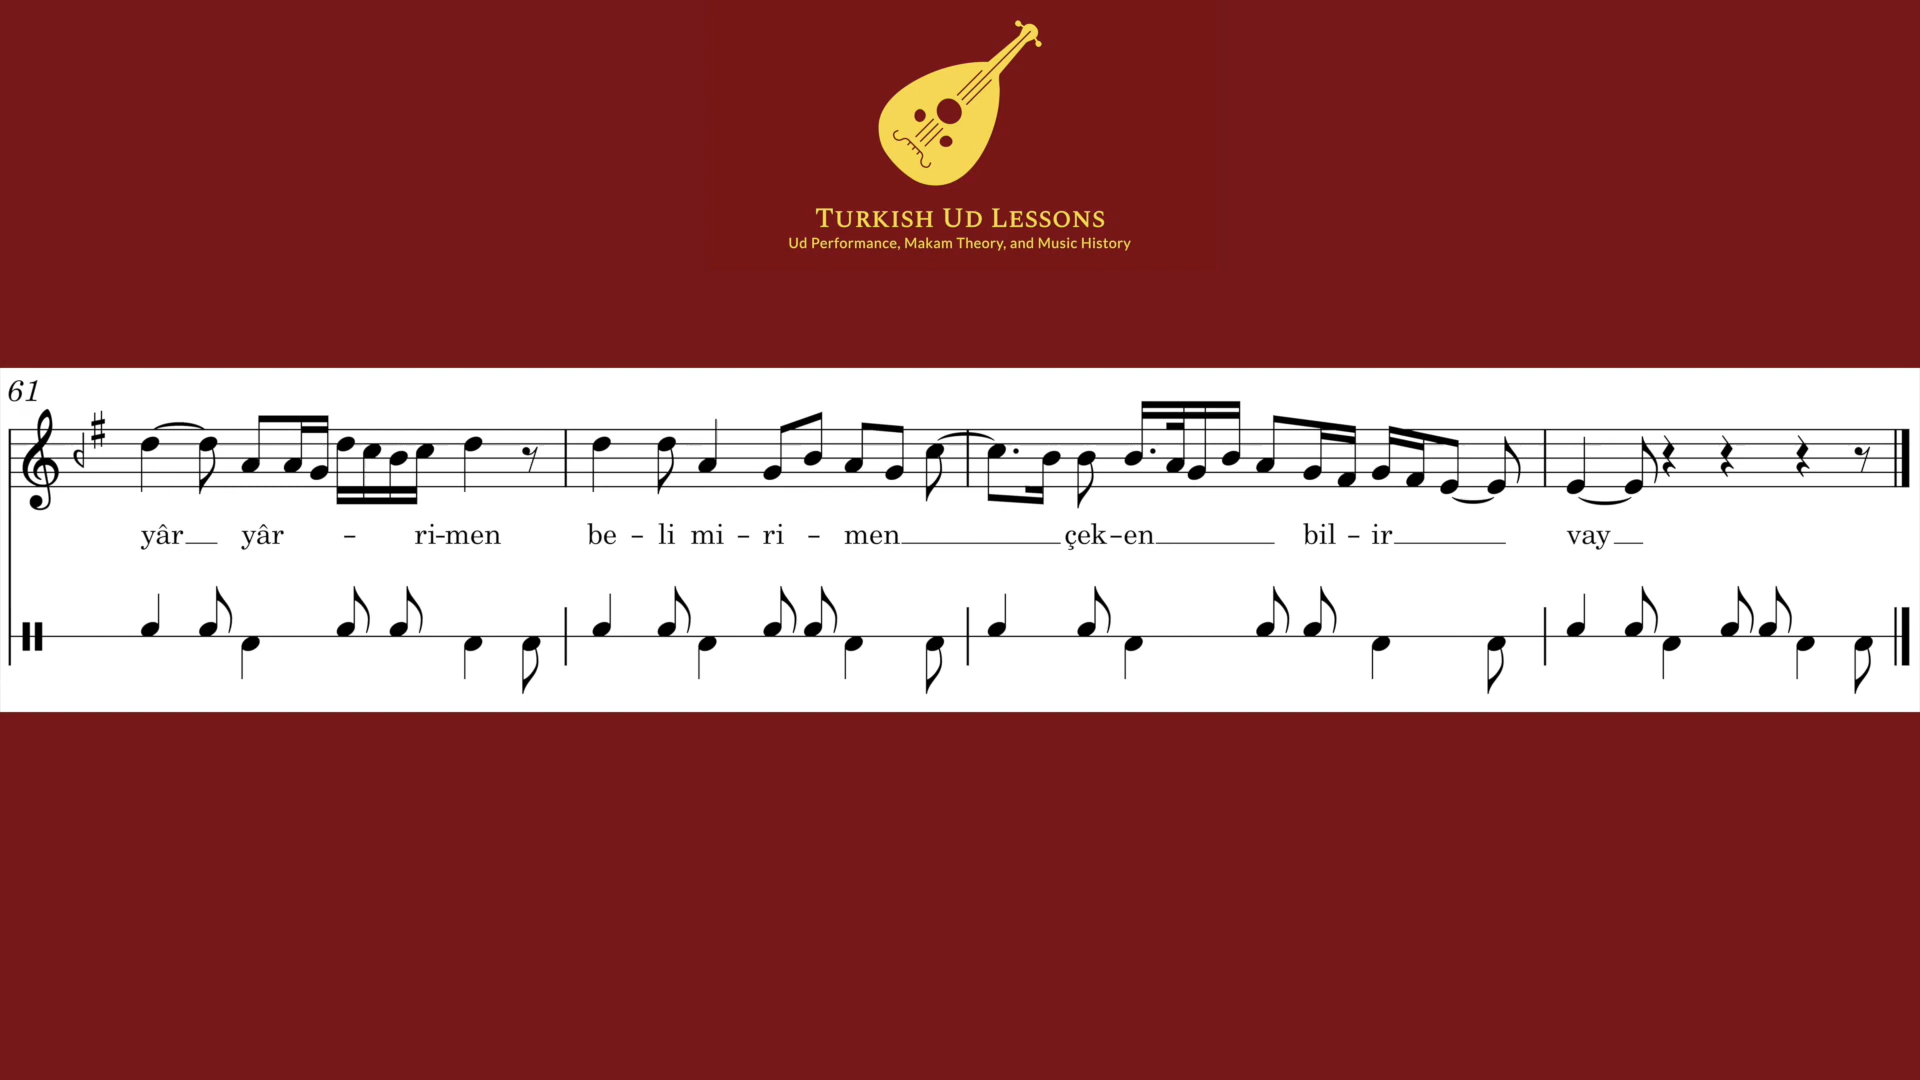 TURKISH UD LESSONS
Ud Performance, Makam Theory, and Music History
61
yâr yâr - ri-men be - li mi - ri - men çek-en bil - ir vay